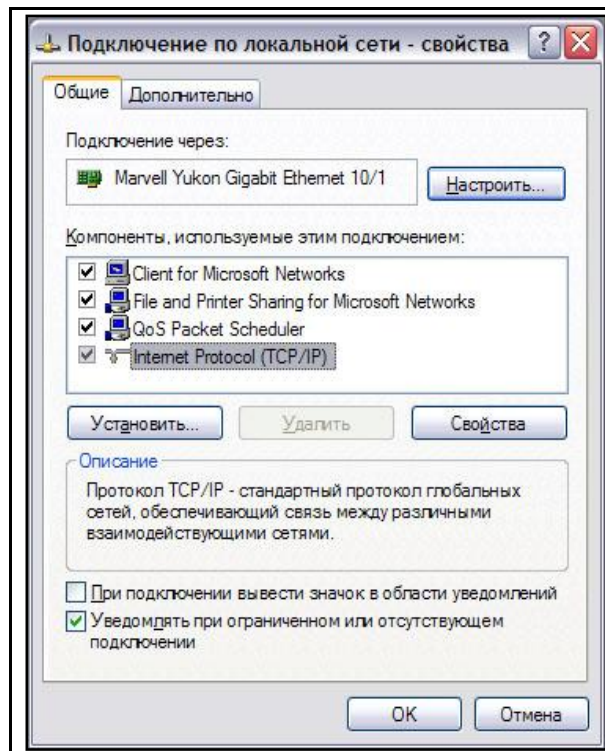 Подключение по локальной сети - свойства
Общие Дополнительно
Подключение через:
Marvell Yukon Gigabit Ethernet 10/1 Настроить...
Компоненты, используемые этим подключением:
Client for Microsoft Networks
File and Printer Sharing for Microsoft Networks
QoS Packet Scheduler
Internet Protocol (TCP/IP)
Установить... Удалить Свойства
Описание
Протокол TCP/IP - стандартный протокол глобальных
сетей, обеспечивающий связь между различными
взаимодействующими сетями.
При подключении вывести значок в области уведомлений
Уведомлять при ограниченном или отсутствующем
подключении
OK Отмена